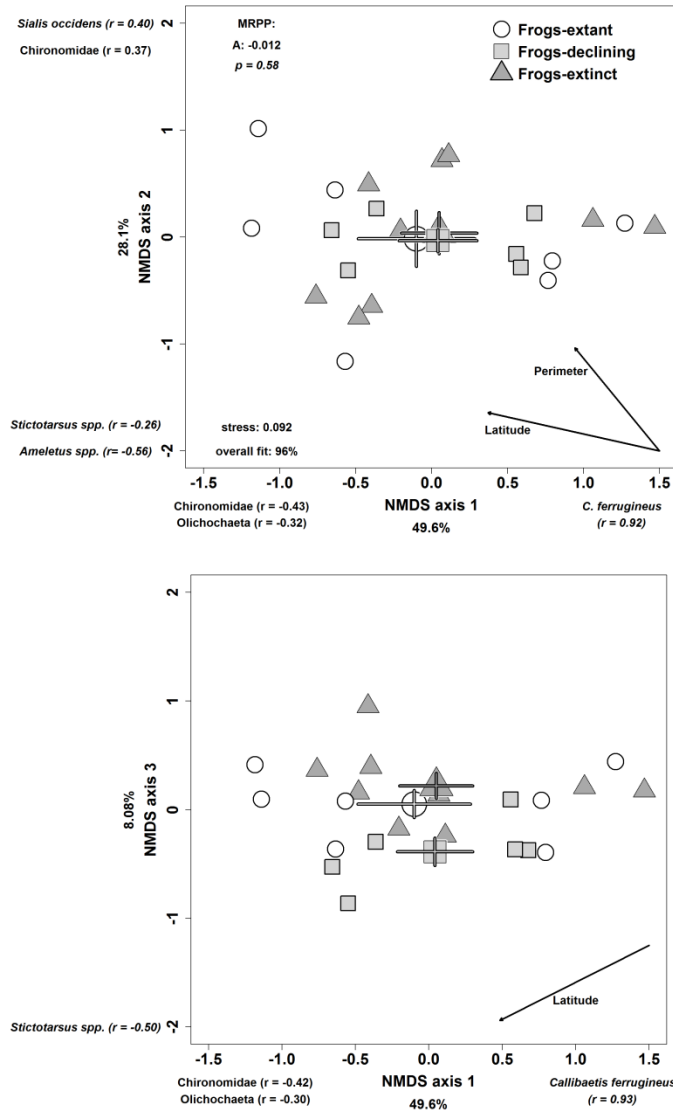 Sialis occidens (r = 0.40)
Chironomidae (r = 0.37)
MRPP:
A: -0.012
p = 0.58
Frogs-extant
Frogs-declining
Frogs-extinct
2
1
0
-1
-2
28.1%
NMDS axis 2
Perimeter
Latitude
Stictotarsus spp. (r = -0.26)
Ameletus spp. (r= -0.56)
stress: 0.092
overall fit: 96%
-1.5 -1.0 -0.5 0.0 0.5 1.0 1.5
Chironomidae (r = -0.43)
Olichochaeta (r = -0.32)
NMDS axis 1
49.6%
C. ferrugineus
(r = 0.92)
2
1
0
-1
-2
8.08%
NMDS axis 3
Latitude
Stictotarsus spp. (r = -0.50)
-1.5 -1.0 -0.5 0.0 0.5 1.0 1.5
Chironomidae (r = -0.42)
Olichochaeta (r = -0.30)
NMDS axis 1
49.6%
Callibaetis ferrugineus
(r = 0.93)